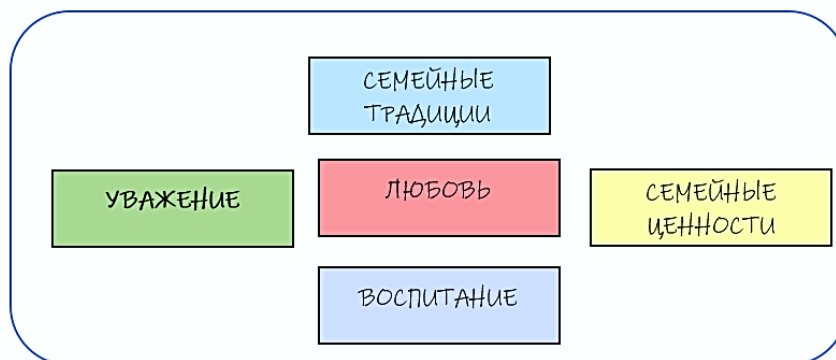 СЕМЕЙНЫЕ
ТРАДИЦИИ
УВАЖЕНИЕ
ЛЮБОВЬ
СЕМЕЙНЫЕ
ЦЕННОСТИ
ВОСПИТАНИЕ